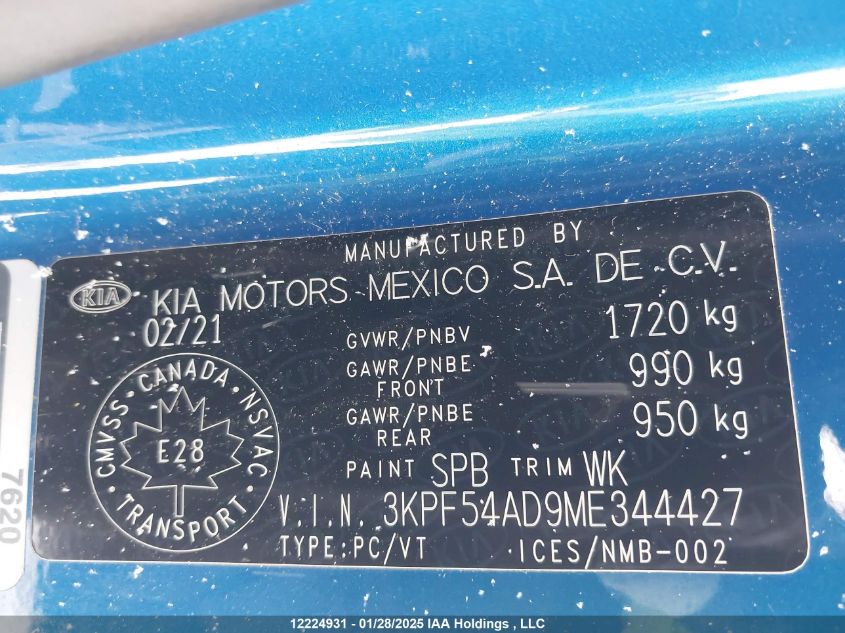 MANUFACTURED BY
KIA KIA MOTORS MEXICO S.A. DE C.V.
02/21
GVWR/PNBV 1720 kg
GAWR/PNBE FRONT 990 kg
GAWR/PNBE REAR 950 kg
CMVSS · CANADA · NSVAC
E28
TRANSPORT
PAINT SPB TRIM WK
V.I.N. 3KPF54AD9ME344427
TYPE:PC/VT ICES/NMB-002
7620
12224931 - 01/28/2025 IAA Holdings , LLC